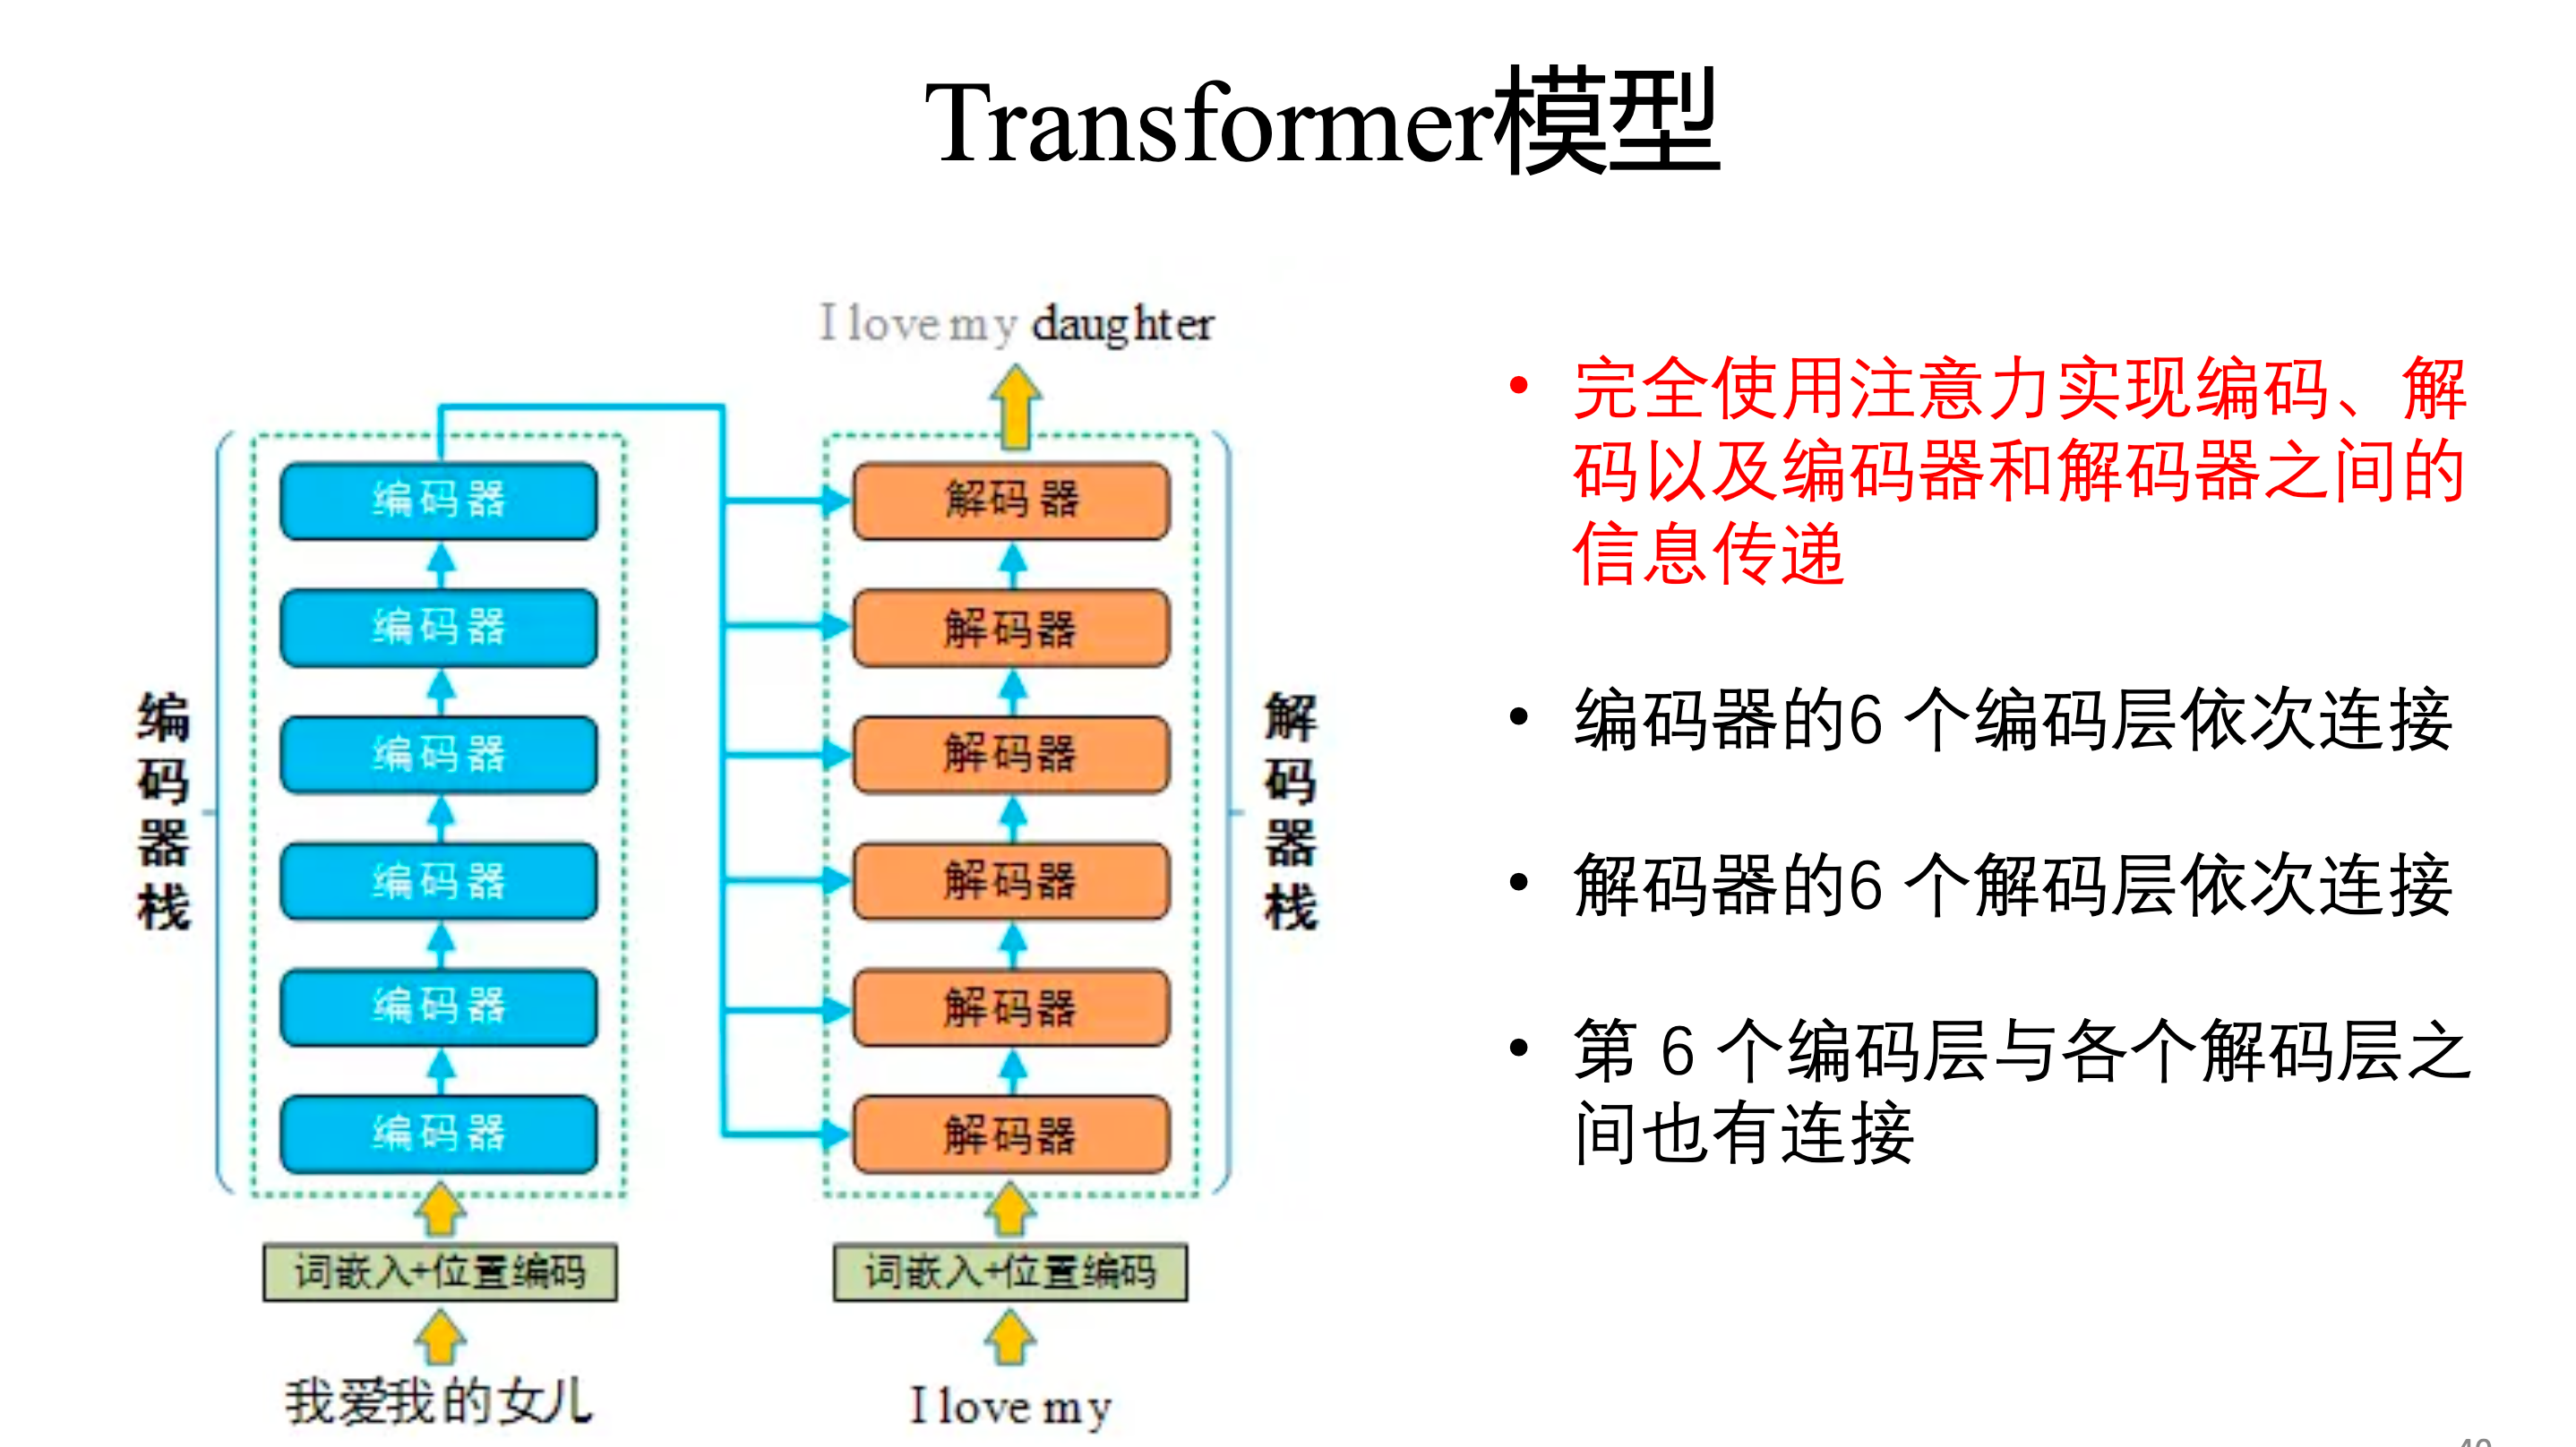 Transformer模型
I love my daughter
编码器
编码器
编码器
编码器
编码器
编码器
编码器栈
词嵌入+位置编码
我爱我的女儿
解码器
解码器
解码器
解码器
解码器
解码器
解码器栈
词嵌入+位置编码
I love my
• 完全使用注意力实现编码、解
码以及编码器和解码器之间的
信息传递
• 编码器的6 个编码层依次连接
• 解码器的6 个解码层依次连接
• 第 6 个编码层与各个解码层之
间也有连接